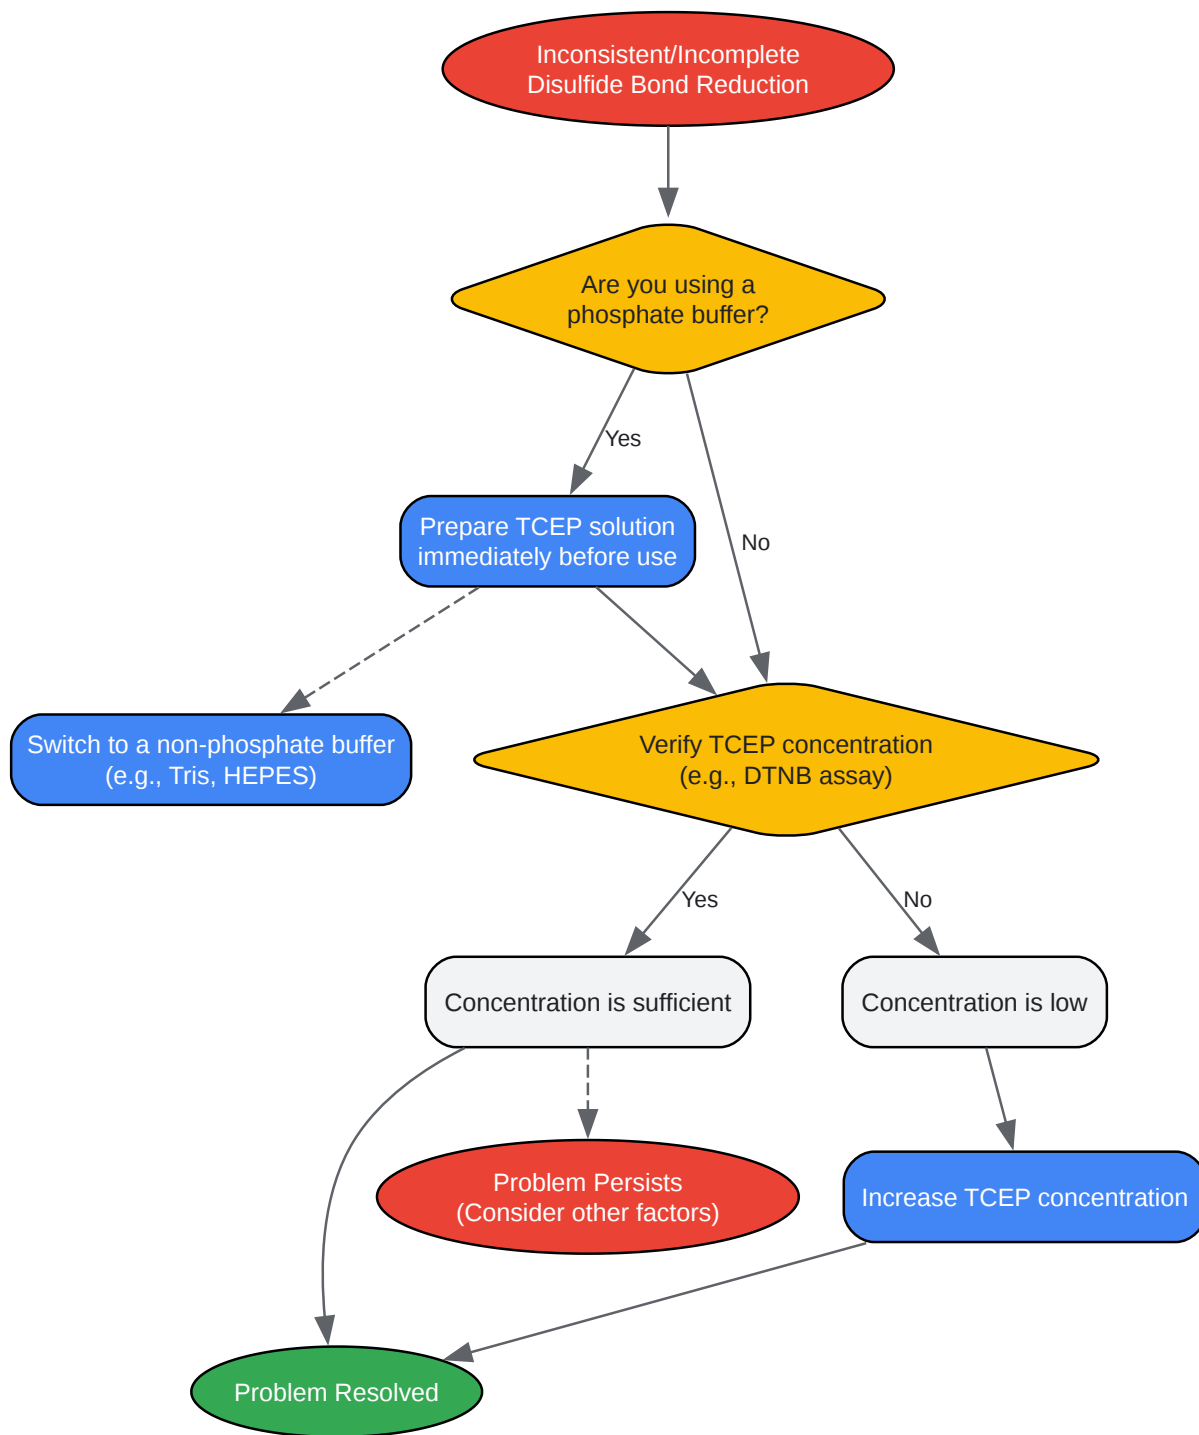 Inconsistent/Incomplete
Disulfide Bond Reduction
Are you using a
phosphate buffer?
Yes
No
Prepare TCEP solution
immediately before use
Switch to a non-phosphate buffer
(e.g., Tris, HEPES)
Verify TCEP concentration
(e.g., DTNB assay)
Yes
No
Concentration is sufficient
Concentration is low
Problem Persists
(Consider other factors)
Increase TCEP concentration
Problem Resolved